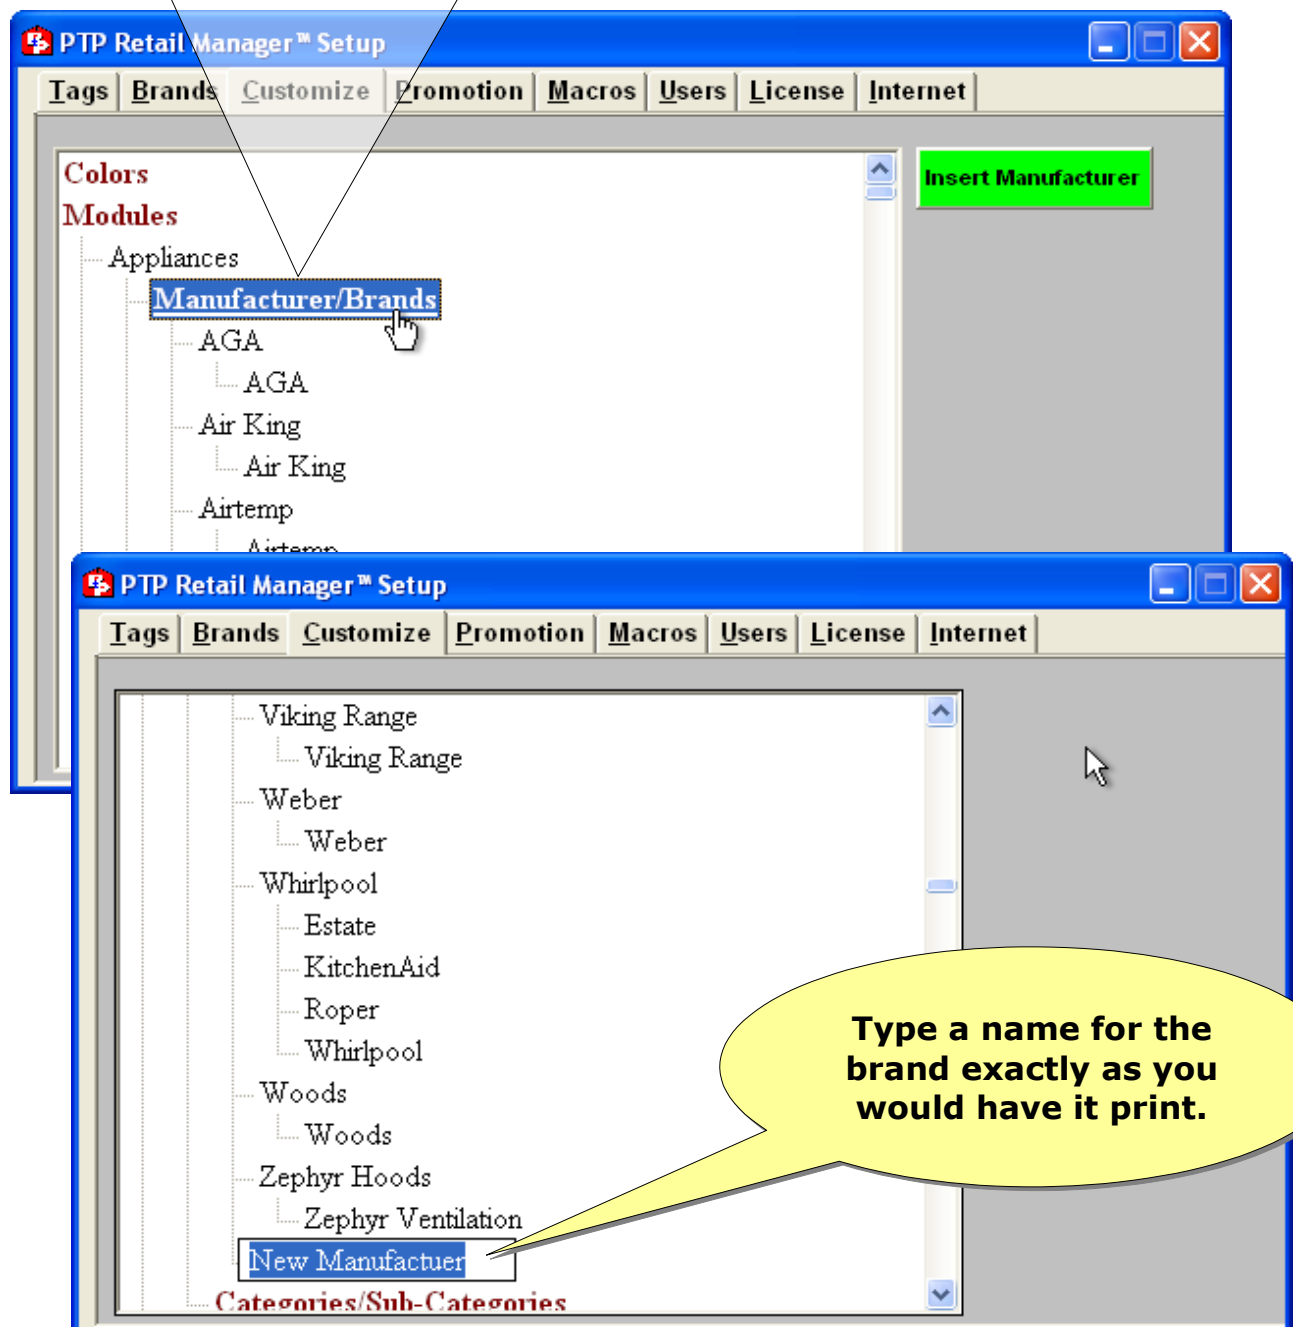 PTP Retail Manager™ Setup
Tags Brands Customize Promotion Macros Users License Internet
Colors
Insert Manufacturer
Modules
Appliances
Manufacturer/Brands
AGA
AGA
Air King
Air King
Airtemp
Airtemp
PTP Retail Manager™ Setup
Tags Brands Customize Promotion Macros Users License Internet
Viking Range
Viking Range
Weber
Weber
Whirlpool
Estate
KitchenAid
Roper
Whirlpool
Woods
Woods
Zephyr Hoods
Zephyr Ventilation
New Manufactuer
Categories/Sub-Categories
Type a name for the
brand exactly as you
would have it print.